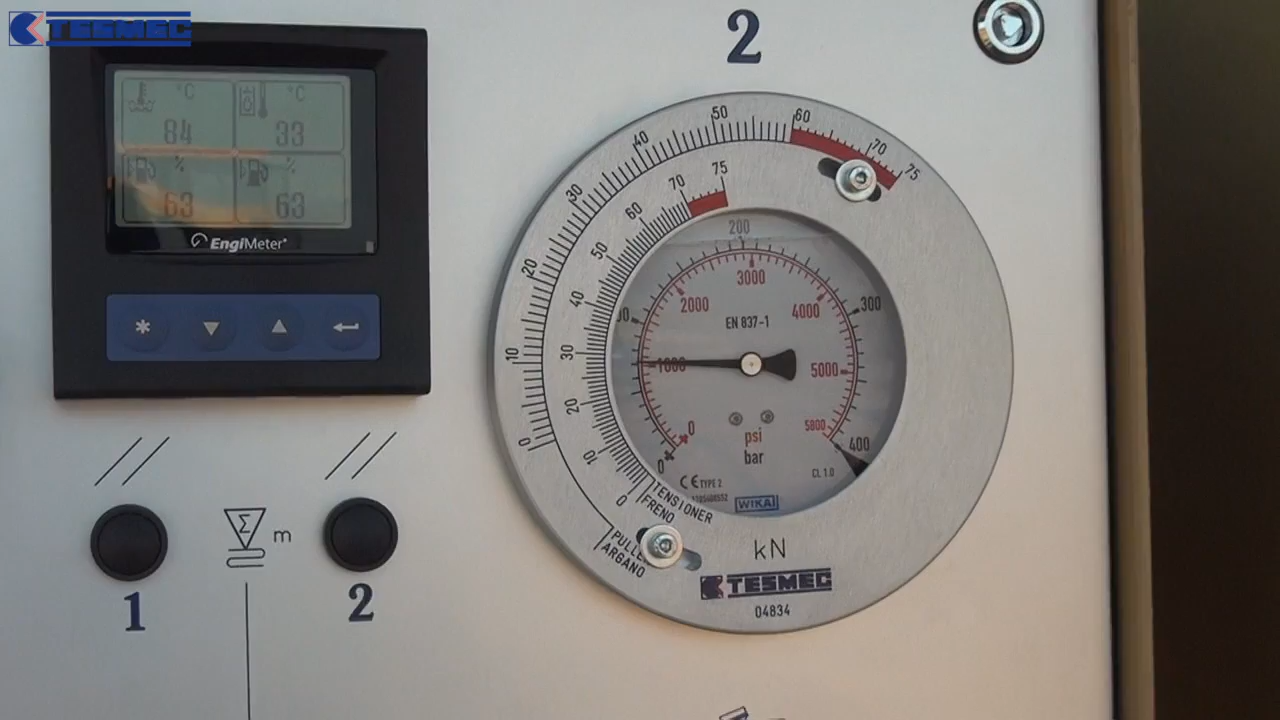 TESMEC
2
°C
84
°C
33
%
63
%
63
EngiMeter
1
Σ
m
2
0
10
20
30
40
50
60
70
75
0
10
20
30
40
50
60
70
75
200
300
400
0
0
1000
2000
3000
4000
5000
5800
EN 837-1
psi
bar
CE TYPE 2
CL 1.0
WIKA
TENSIONER
FRENO
ARGANO
kN
TESMEC
04834